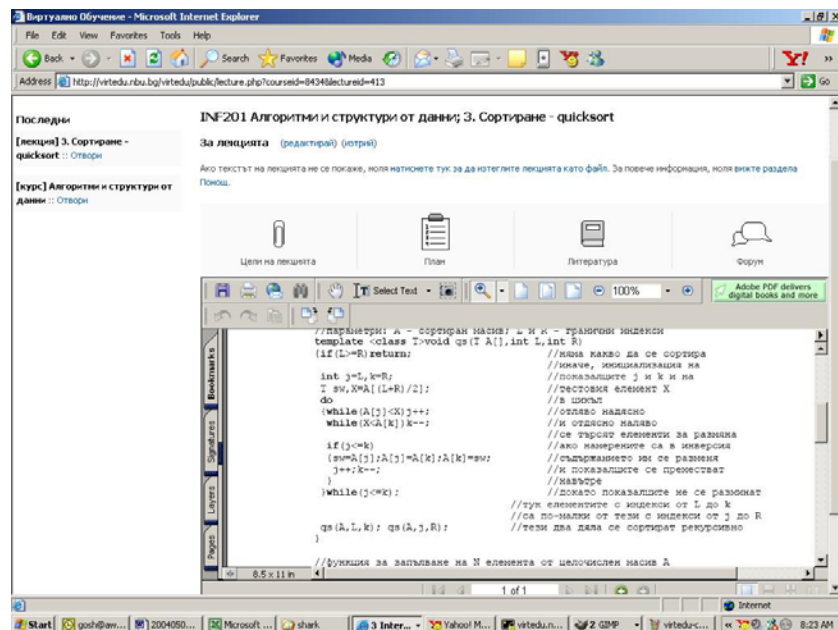 Виртуално Обучение - Microsoft Internet Explorer
File Edit View Favorites Tools Help
Back Search Favorites Media
Address http://virtedu.nbu.bg/virtedu/public/lecture.php?courseid=843&lectureid=413 Go
Последни
[лекция] 3. Сортиране - quicksort :: Отвори
[курс] Алгоритми и структури от данни :: Отвори
INF201 Алгоритми и структури от данни; 3. Сортиране - quicksort
За лекцията (редактирай) (изтрий)
Ако текстът на лекцията не се покаже, моля натиснете тук за да изтеглите лекцията като файл. За повече информация, моля вижте раздела
Помощ.
Цели на лекцията План Литература Форум
Select Text 100% Adobe PDF delivers digital books and more
Bookmarks
Signatures
Layers
Pages
//параметри: A - сортиран масив; L и R - гранични индекси
template <class T>void qs(T A[],int L,int R)
{if(L>=R)return; //няма какво да се сортира
//иначе, инициализация на
int j=L,k=R; //показалците j и k и на
T sw,X=A[(L+R)/2]; //тестовия елемент X
do //в цикъл
{while(A[j]<X)j++; //отляво надясно
while(X<A[k])k--; //и отдясно наляво
//се търсят елементи за размяна
if(j<=k) //ако намерените са в инверсия
{sw=A[j];A[j]=A[k];A[k]=sw; //съдържанието им се разменя
j++;k--; //и показалците се преместват
} //навътре
}while(j<=k); //докато показалците не се разминат
//тук елементите с индекси от L до k
//са по-малки от тези с индекси от j до R
qs(A,L,k); qs(A,j,R); //тези два дяла се сортират рекурсивно
}
//функция за запълване на N елемента от целочислен масив A
8.5 x 11 in
1 of 1
Internet
Start gosh@aw... 2004050... Microsoft ... shark 3 Inter... Yahoo! M... virtedu.n... 2 GIMP virtedu-c... 8:23 AM